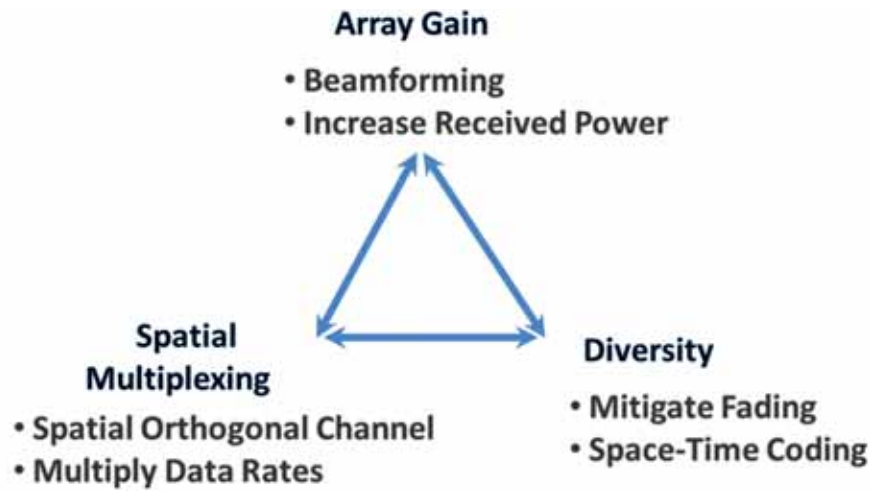 Array Gain
• Beamforming
• Increase Received Power
Spatial
Multiplexing
• Spatial Orthogonal Channel
• Multiply Data Rates
Diversity
• Mitigate Fading
• Space-Time Coding